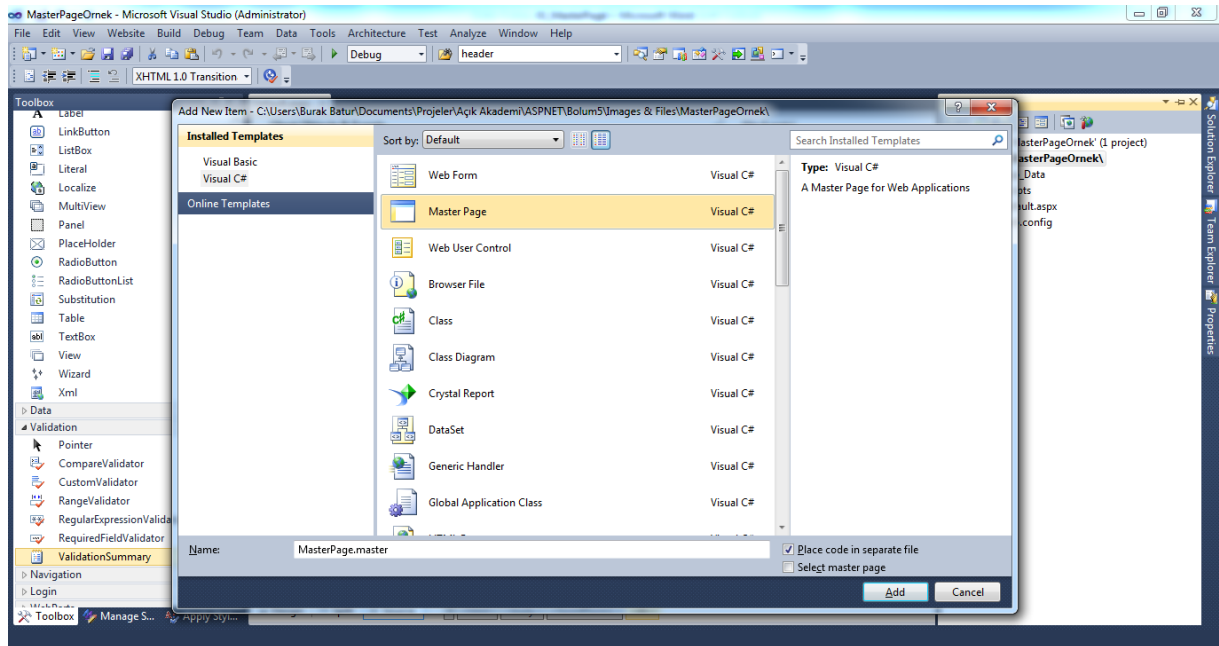 MasterPageOrnek - Microsoft Visual Studio (Administrator)
File Edit View Website Build Debug Team Data Tools Architecture Test Analyze Window Help
Debug header
XHTML 1.0 Transition
Toolbox
Label
LinkButton
ListBox
Literal
Localize
MultiView
Panel
PlaceHolder
RadioButton
RadioButtonList
Substitution
Table
TextBox
View
Wizard
Xml
Data
Validation
Pointer
CompareValidator
CustomValidator
RangeValidator
RegularExpressionValida
RequiredFieldValidator
ValidationSummary
Navigation
Login
Toolbox Manage S... Apply Styl...
Add New Item - C:\Users\Burak Batur\Documents\Projeler\Açık Akademi\ASPNET\Bolum5\Images & Files\MasterPageOrnek\
Installed Templates
Visual Basic
Visual C#
Online Templates
Sort by: Default
Search Installed Templates
Web Form Visual C#
Master Page Visual C#
Web User Control Visual C#
Browser File Visual C#
Class Visual C#
Class Diagram Visual C#
Crystal Report Visual C#
DataSet Visual C#
Generic Handler Visual C#
Global Application Class Visual C#
Type: Visual C#
A Master Page for Web Applications
Name: MasterPage.master
Place code in separate file
Select master page
Add Cancel
asterPageOrnek' (1 project)
asterPageOrnek\
_Data
pts
ault.aspx
.config
Solution Explorer
Team Explorer
Properties